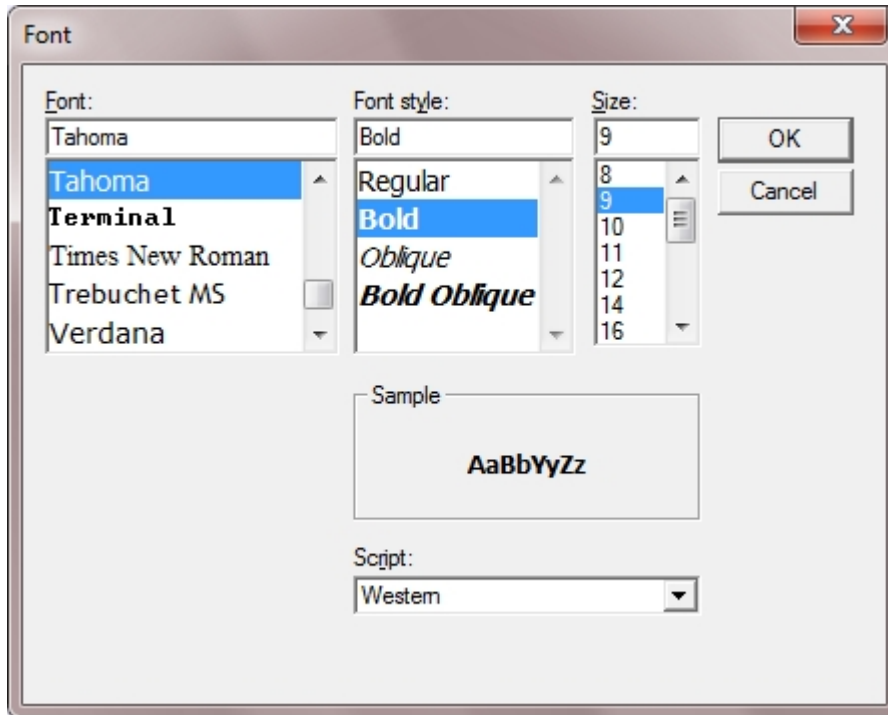 Font
Font:
Tahoma
Tahoma
Terminal
Times New Roman
Trebuchet MS
Verdana
Font style:
Bold
Regular
Bold
Oblique
Bold Oblique
Size:
9
8
9
10
11
12
14
16
OK
Cancel
Sample
AaBbYyZz
Script:
Western